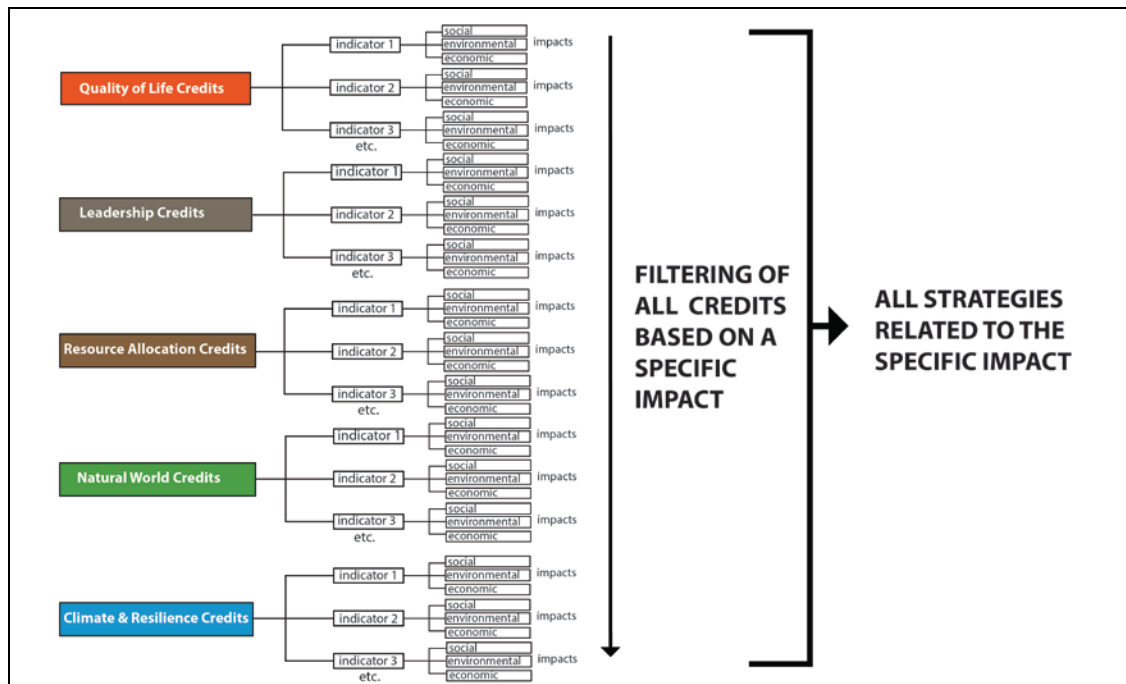 Quality of Life Credits
indicator 1
social
environmental
economic
impacts
indicator 2
social
environmental
economic
impacts
indicator 3
etc.
social
environmental
economic
impacts
Leadership Credits
indicator 1
social
environmental
economic
impacts
indicator 2
social
environmental
economic
impacts
indicator 3
etc.
social
environmental
economic
impacts
Resource Allocation Credits
indicator 1
social
environmental
economic
impacts
indicator 2
social
environmental
economic
impacts
indicator 3
etc.
social
environmental
economic
impacts
Natural World Credits
indicator 1
social
environmental
economic
impacts
indicator 2
social
environmental
economic
impacts
indicator 3
etc.
social
environmental
economic
impacts
Climate & Resilience Credits
indicator 1
social
environmental
economic
impacts
indicator 2
social
environmental
economic
impacts
indicator 3
etc.
social
environmental
economic
impacts
FILTERING OF
ALL CREDITS
BASED ON A
SPECIFIC
IMPACT
ALL STRATEGIES
RELATED TO THE
SPECIFIC IMPACT